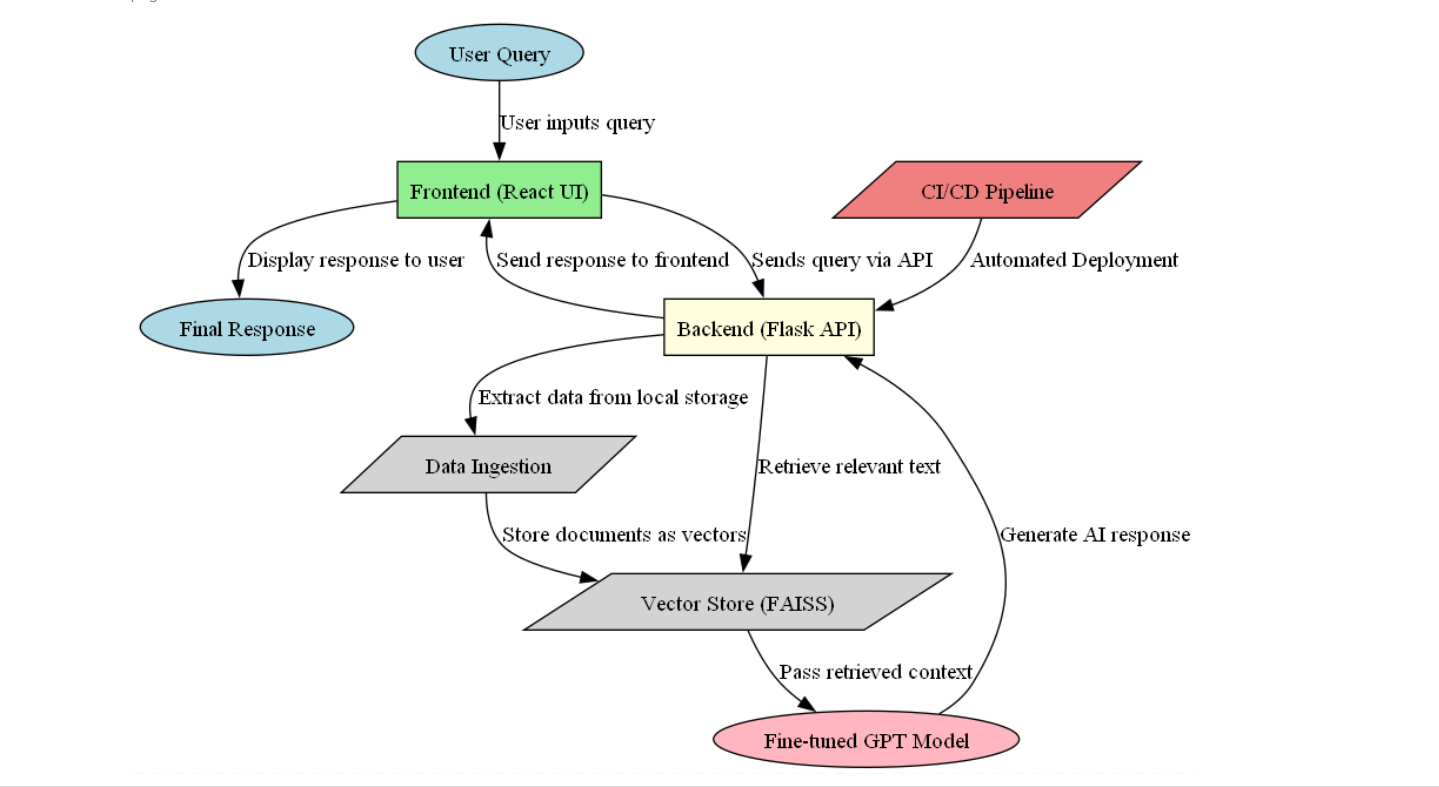 User Query
User inputs query
Frontend (React UI)
CI/CD Pipeline
Display response to user
Send response to frontend
Sends query via API
Automated Deployment
Final Response
Backend (Flask API)
Extract data from local storage
Data Ingestion
Retrieve relevant text
Store documents as vectors
Generate AI response
Vector Store (FAISS)
Pass retrieved context
Fine-tuned GPT Model